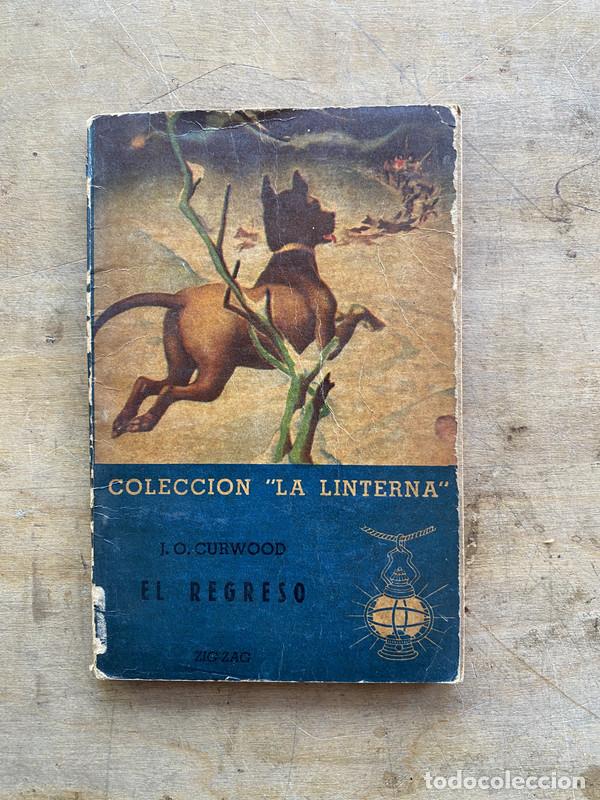 COLECCION "LA LINTERNA"
J. O. CURWOOD
EL REGRESO
ZIG-ZAG
todocoleccion